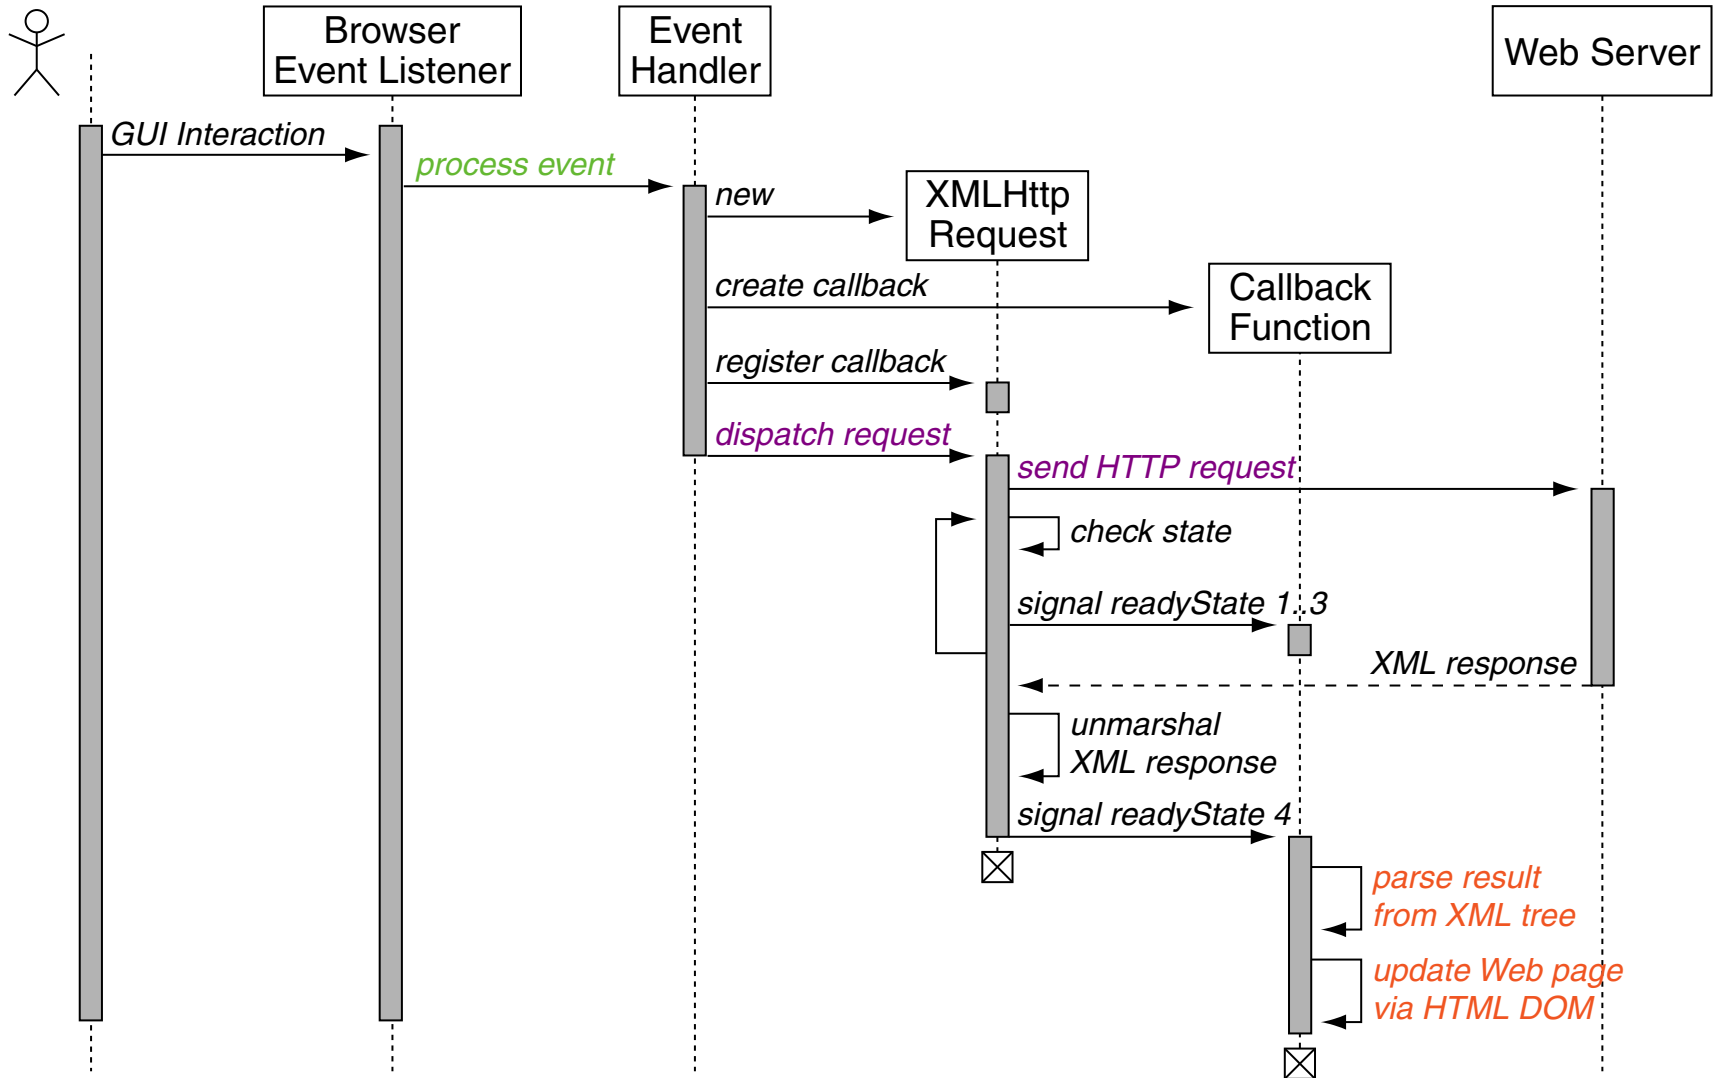 Browser
Event Listener
Event
Handler
Web Server
GUI Interaction
process event
new
XMLHttp
Request
create callback
Callback
Function
register callback
dispatch request
send HTTP request
check state
signal readyState 1..3
XML response
unmarshal
XML response
signal readyState 4
parse result
from XML tree
update Web page
via HTML DOM